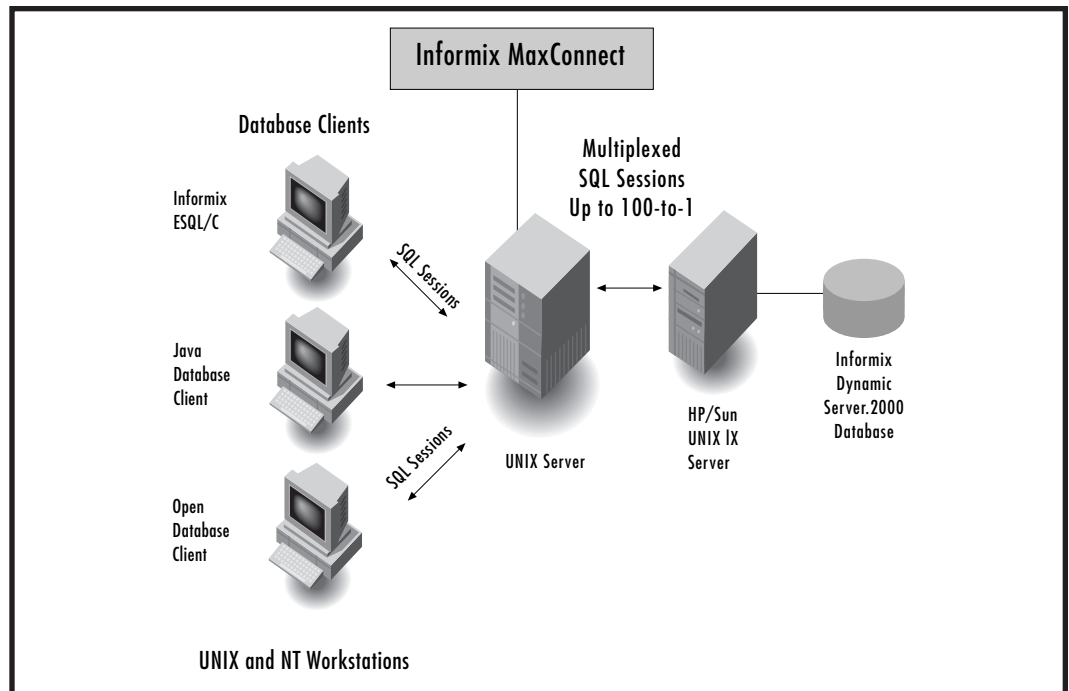 Informix MaxConnect
Database Clients
Multiplexed
SQL Sessions
Up to 100-to-1
Informix
ESQL/C
SQL Sessions
Java
Database
Client
Informix
Dynamic
Server.2000
Database
HP/Sun
UNIX lX
Server
UNIX Server
SQL Sessions
Open
Database
Client
UNIX and NT Workstations